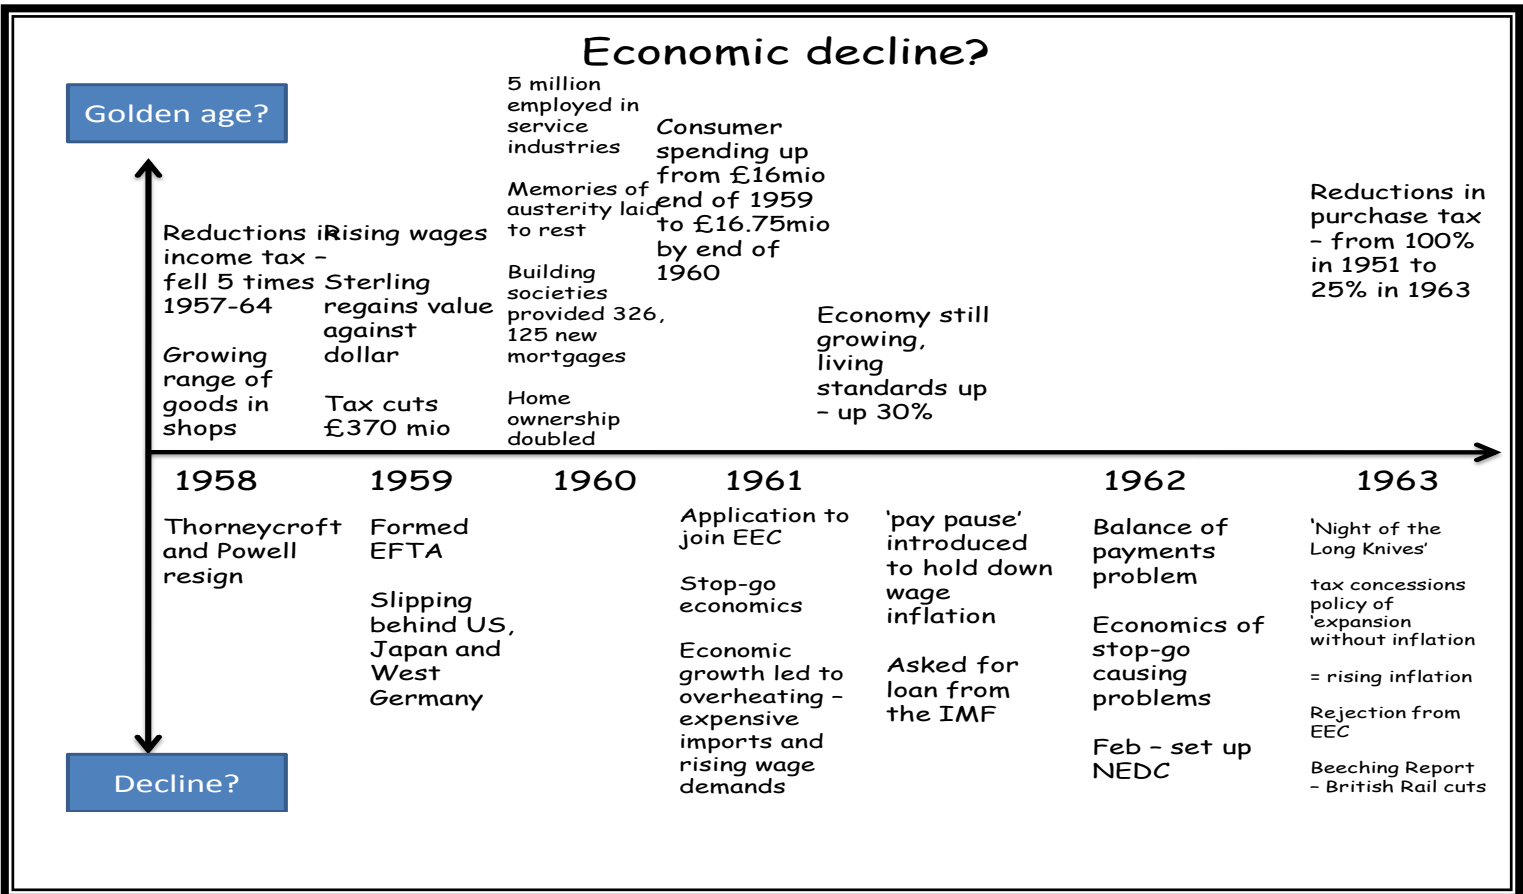 Economic decline?
Golden age?
Reductions in
income tax –
fell 5 times
1957-64
Growing
range of
goods in
shops
Rising wages
Sterling
regains value
against
dollar
Tax cuts
£370 mio
5 million
employed in
service
industries
Memories of
austerity laid
to rest
Building
societies
provided 326,
125 new
mortgages
Home
ownership
doubled
Consumer
spending up
from £16mio
end of 1959
to £16.75mio
by end of
1960
Economy still
growing,
living
standards up
– up 30%
Reductions in
purchase tax
– from 100%
in 1951 to
25% in 1963
1958
1959
1960
1961
1962
1963
Thorneycroft
and Powell
resign
Formed
EFTA
Slipping
behind US,
Japan and
West
Germany
Application to
join EEC
Stop-go
economics
Economic
growth led to
overheating –
expensive
imports and
rising wage
demands
‘pay pause’
introduced
to hold down
wage
inflation
Asked for
loan from
the IMF
Balance of
payments
problem
Economics of
stop-go
causing
problems
Feb – set up
NEDC
‘Night of the
Long Knives’
tax concessions
policy of
‘expansion
without inflation
= rising inflation
Rejection from
EEC
Beeching Report
– British Rail cuts
Decline?